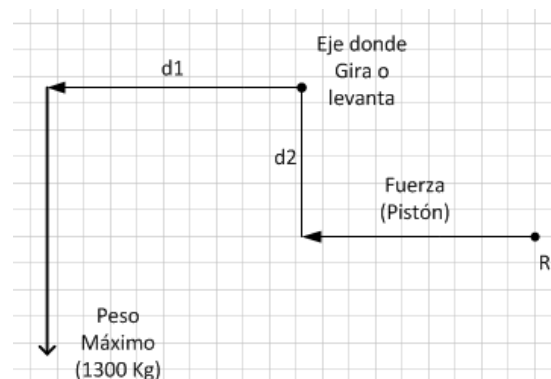 Eje donde
Gira o
levanta
d1
d2
Fuerza
(Pistón)
R
Peso
Máximo
(1300 Kg)